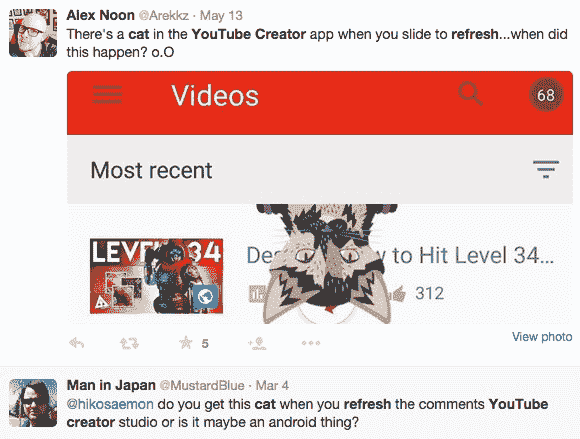 Alex Noon @Arekkz · May 13
There's a cat in the YouTube Creator app when you slide to refresh...when did
this happen? o.O
Videos
68
Most recent
LEVEL 34
to Hit Level 34...
312
5
View photo
Man in Japan @MustardBlue · Mar 4
@hikosaemon do you get this cat when you refresh the comments YouTube
creator studio or is it maybe an android thing?